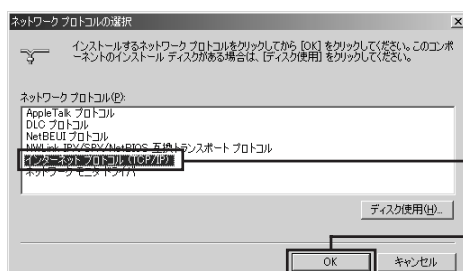 ネットワーク プロトコルの選択
インストールするネットワーク プロトコルをクリックしてから [OK] をクリックしてください。このコンポ
ーネントのインストール ディスクがある場合は、[ディスク使用] をクリックしてください。
ネットワーク プロトコル(P):
AppleTalk プロトコル
DLC プロトコル
NetBEUI プロトコル
NWLink IPX/SPX/NetBIOS 互換トランスポート プロトコル
インターネット プロトコル (TCP/IP)
ネットワーク モニタ ドライバ
ディスク使用(H)...
OK
キャンセル